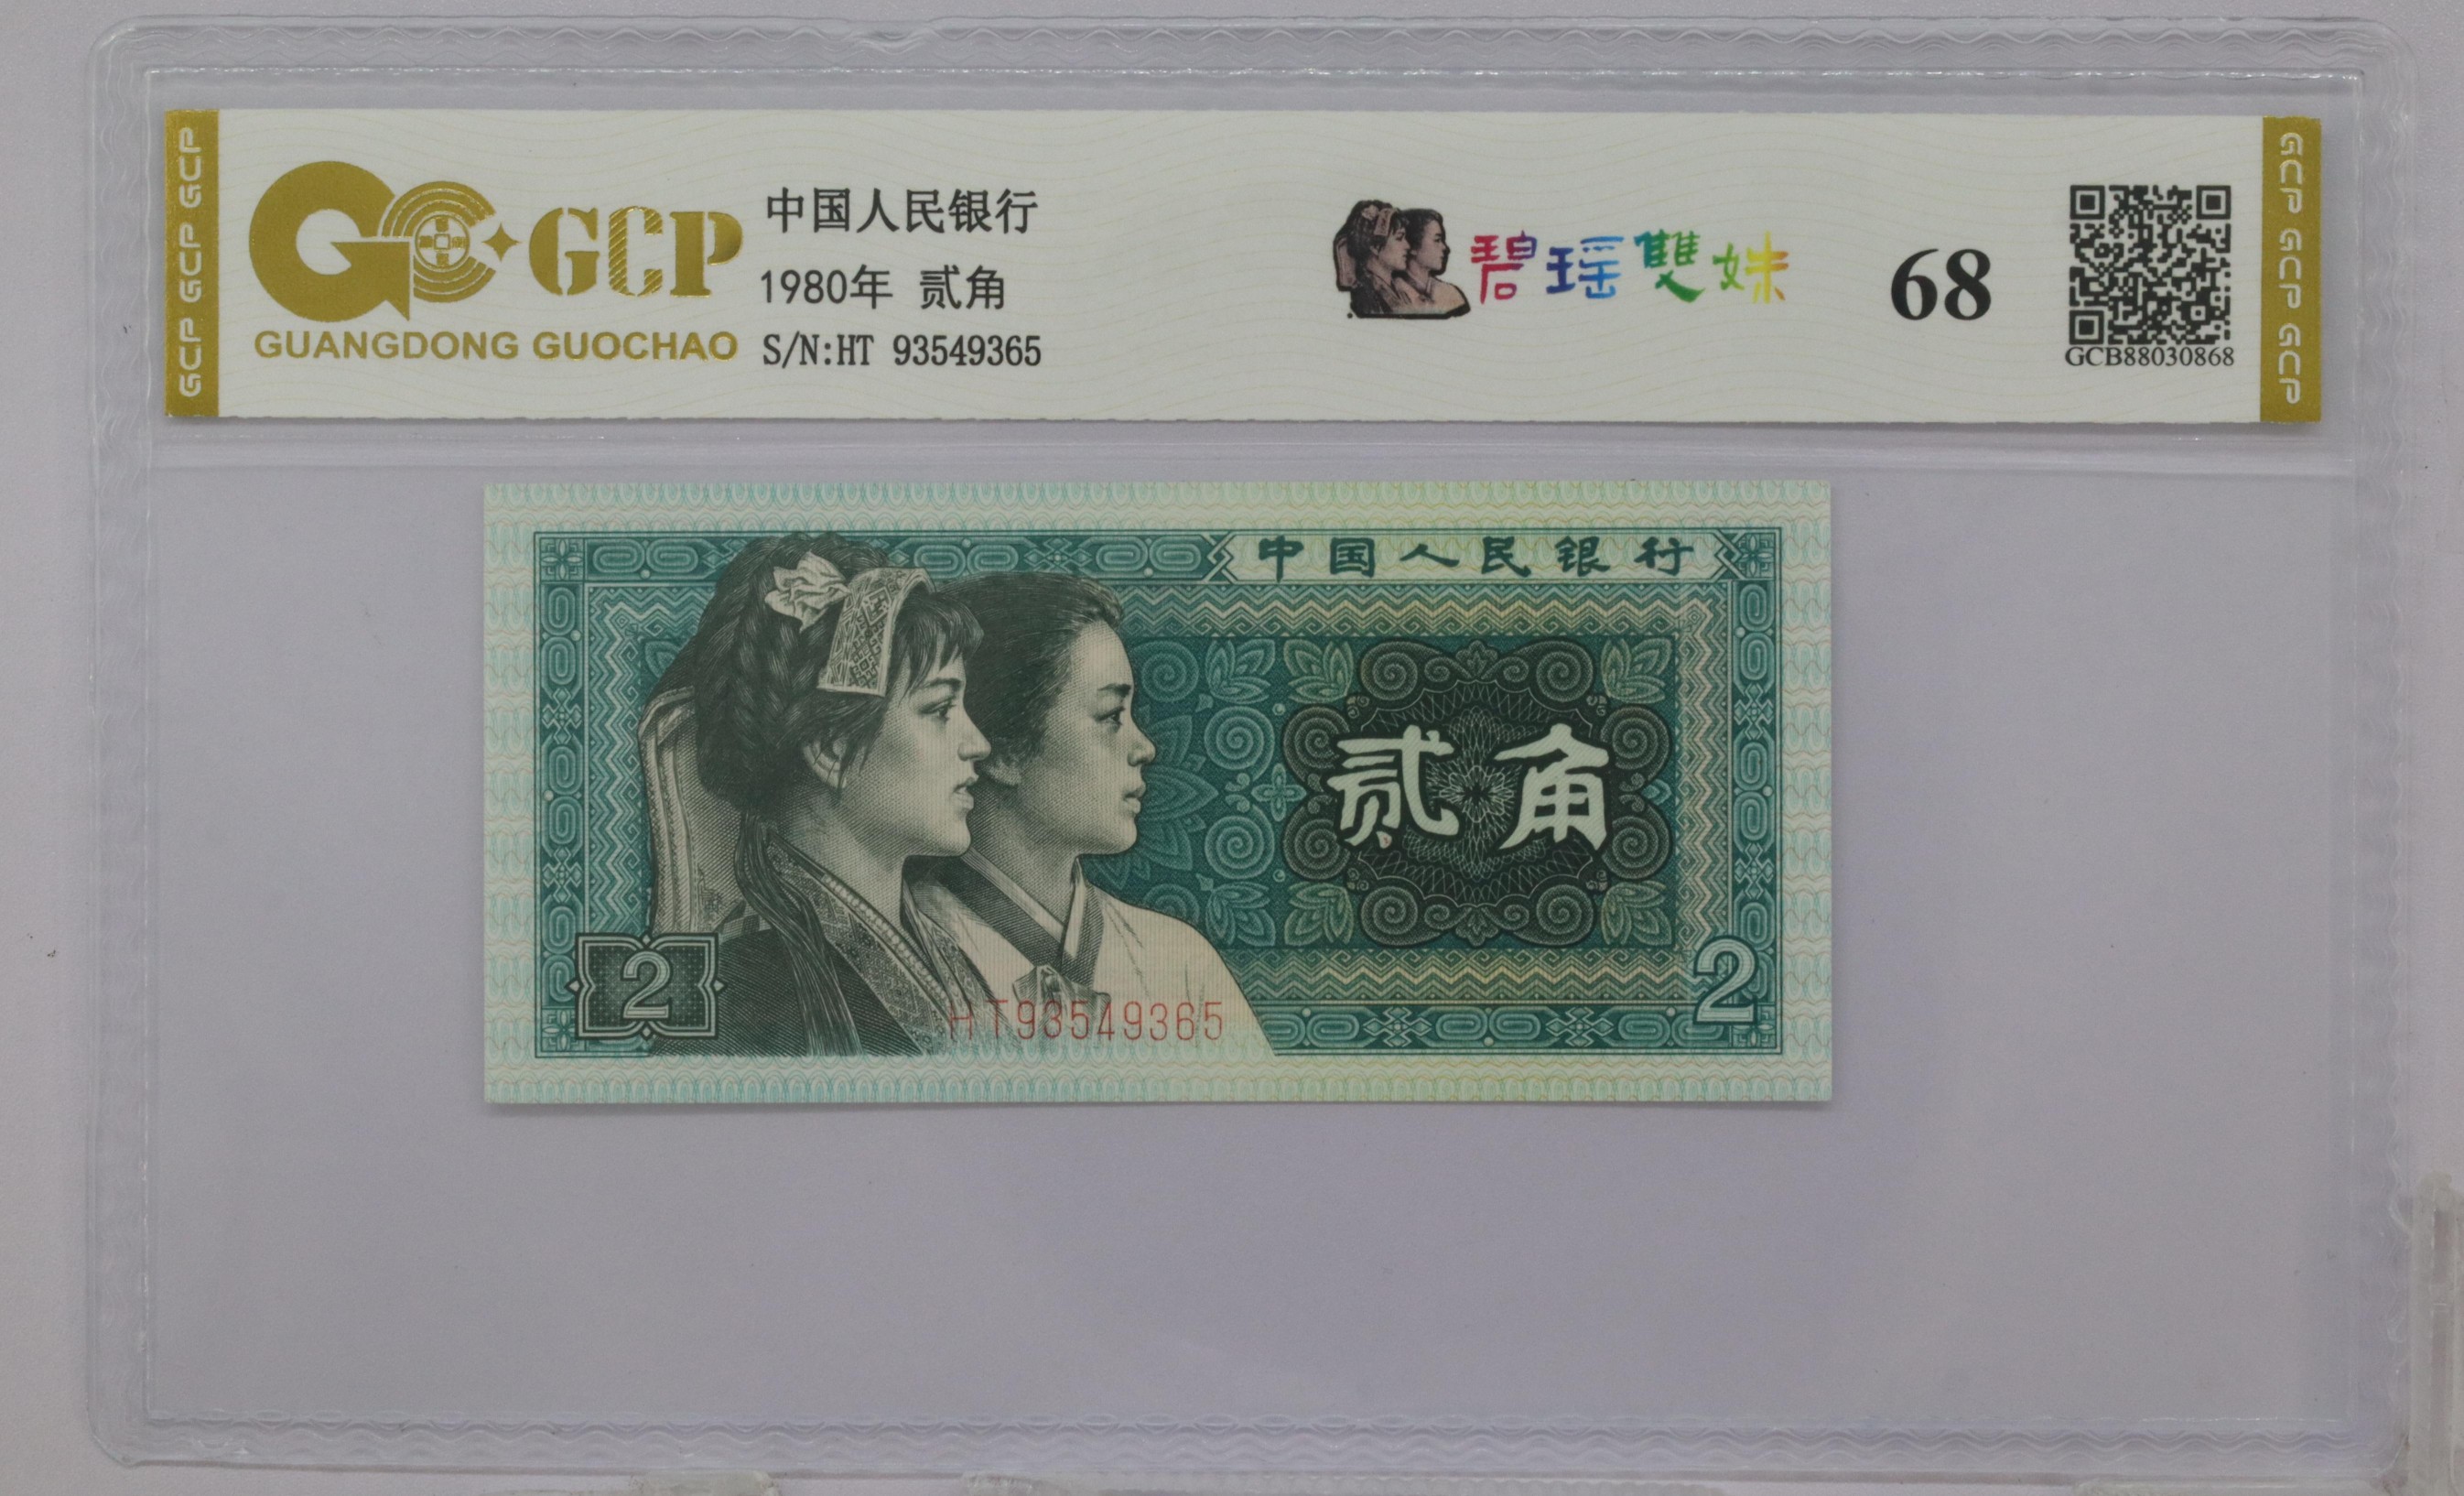 GCP GCP GCP
GCP
GUANGDONG GUOCHAO
中国人民银行
1980年 贰角
S/N:HT 93549365
碧瑶雙妹
68
GCB88030868
GCP GCP GCP
中国人民银行
贰角
2
2
HT93549365